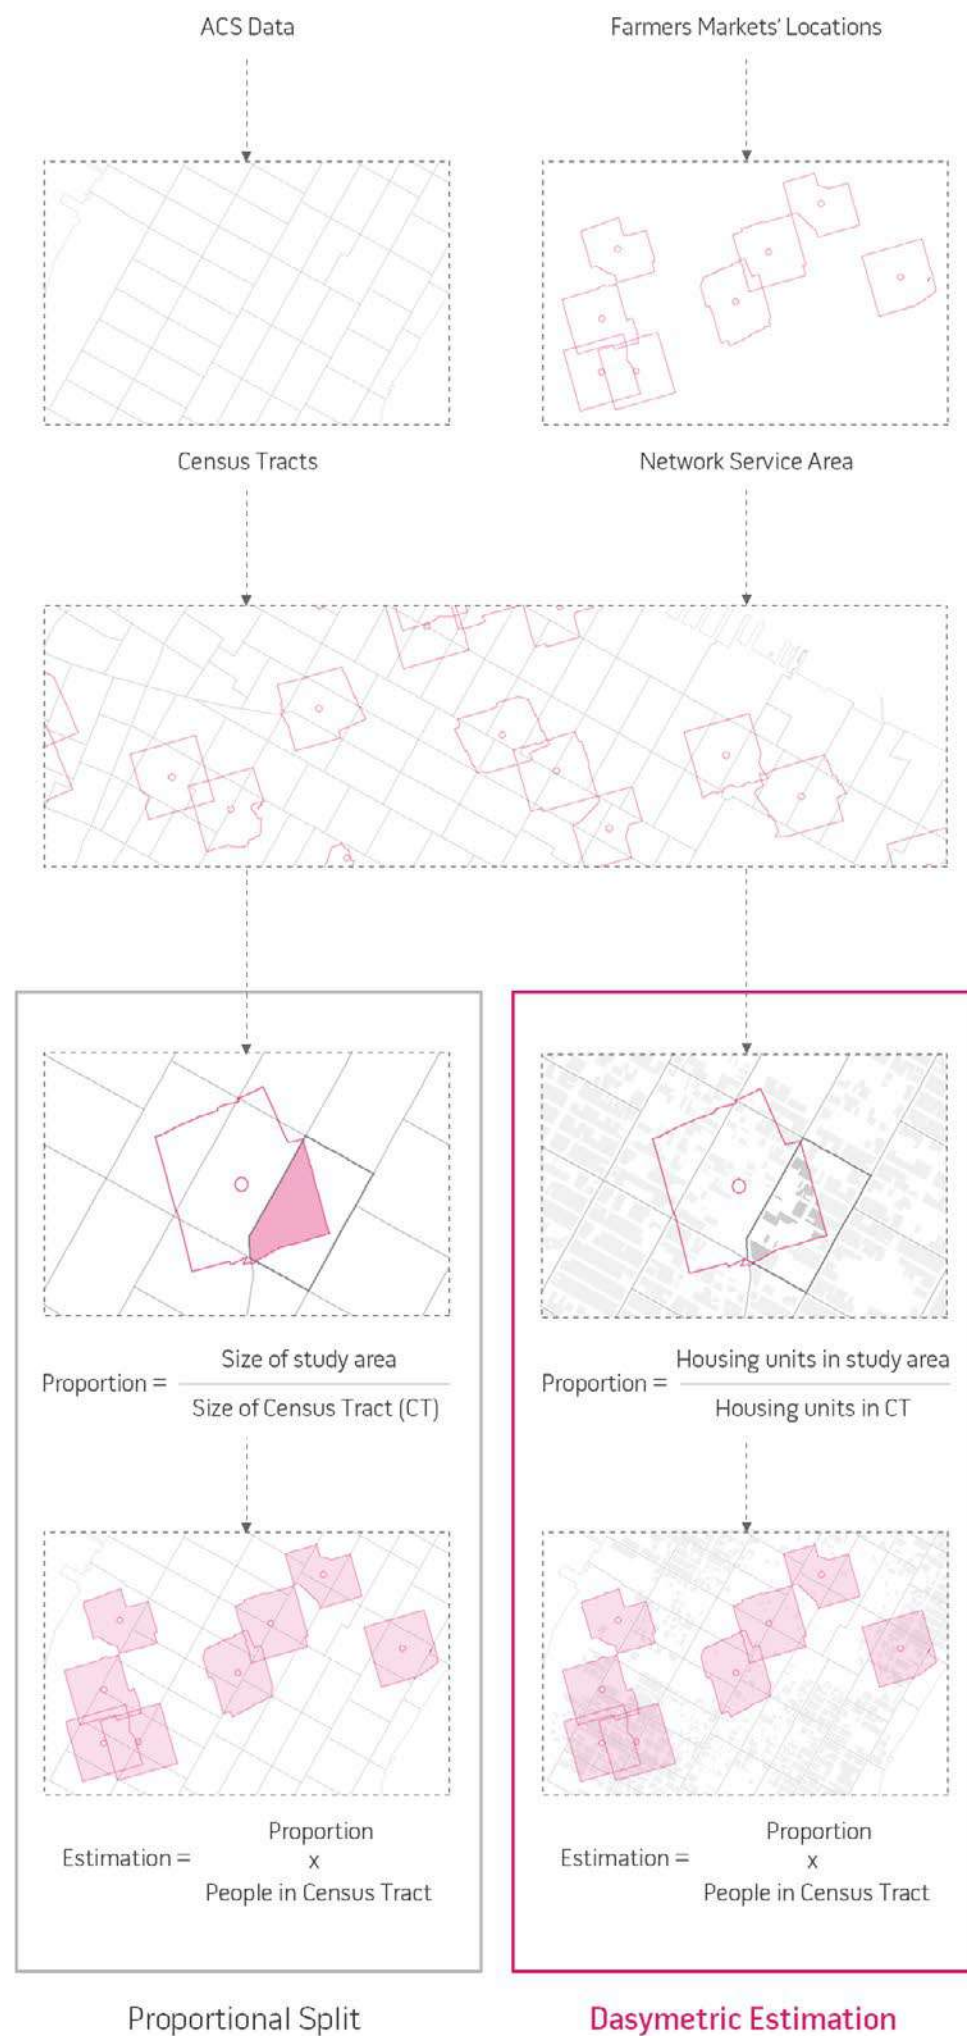 ACS Data
Farmers Markets' Locations
Census Tracts
Network Service Area
Proportion =
Size of study area
Size of Census Tract (CT)
Proportion =
Housing units in study area
Housing units in CT
Estimation =
Proportion
x
People in Census Tract
Estimation =
Proportion
x
People in Census Tract
Proportional Split
Dasymetric Estimation